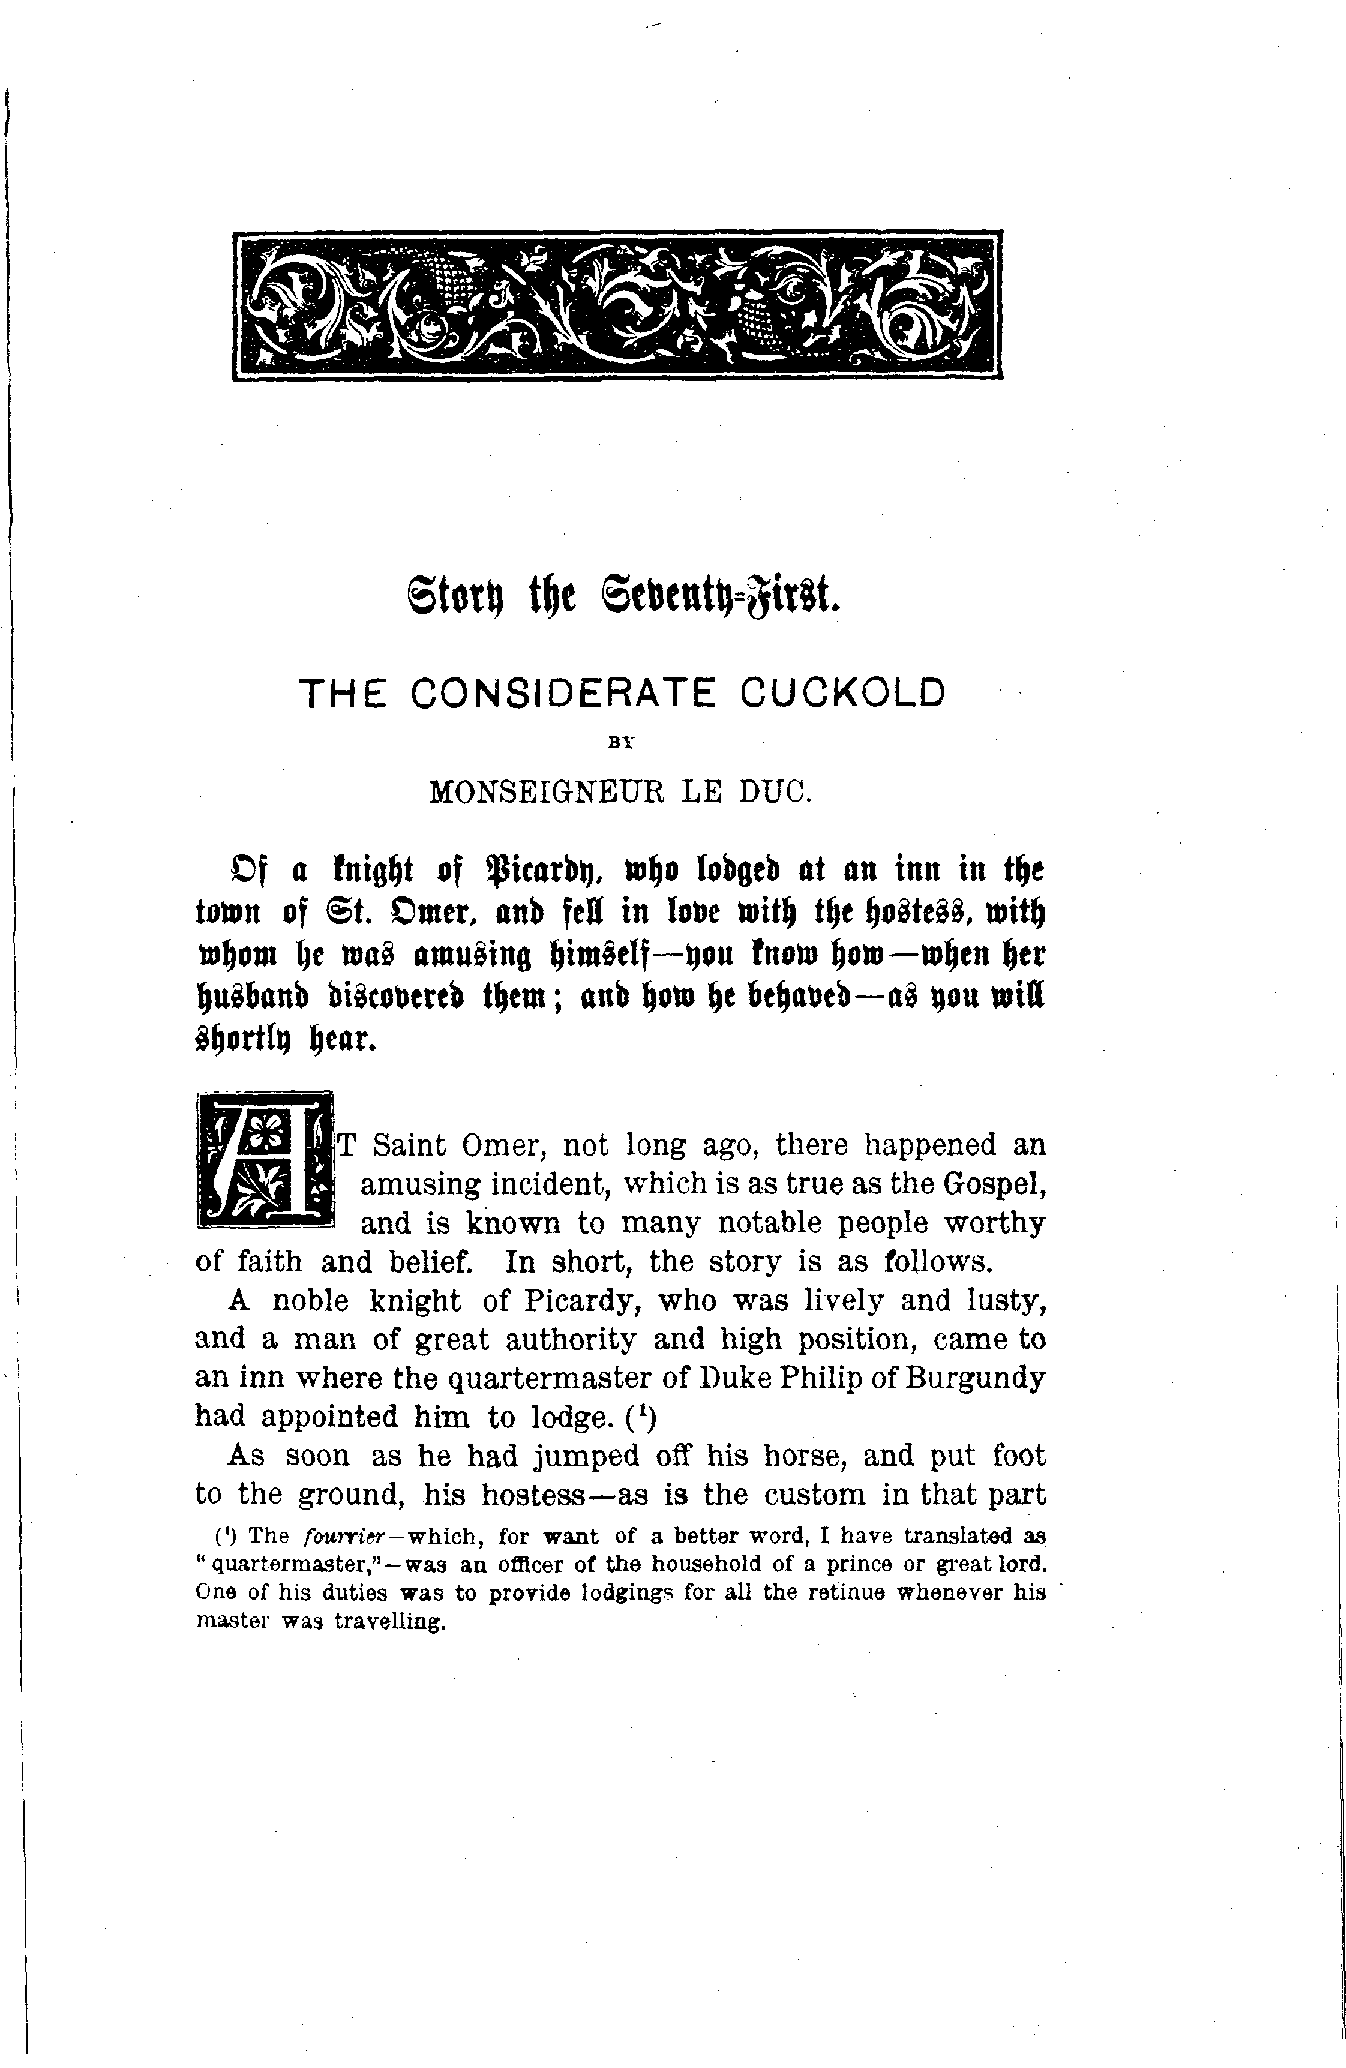 Story the Seventy-First.
THE CONSIDERATE CUCKOLD
BY
MONSEIGNEUR LE DUC.
Of a knight of Picardy, who lodged at an inn in the
town of St. Omer, and fell in love with the hostess, with
whom he was amusing himself—you know how—when her
husband discovered them; and how he behaved—as you will
shortly hear.
AT Saint Omer, not long ago, there happened an
amusing incident, which is as true as the Gospel,
and is known to many notable people worthy
of faith and belief. In short, the story is as follows.
A noble knight of Picardy, who was lively and lusty,
and a man of great authority and high position, came to
an inn where the quartermaster of Duke Philip of Burgundy
had appointed him to lodge. (¹)
As soon as he had jumped off his horse, and put foot
to the ground, his hostess—as is the custom in that part
(¹) The fourrier—which, for want of a better word, I have translated as
"quartermaster,"—was an officer of the household of a prince or great lord.
One of his duties was to provide lodgings for all the retinue whenever his
master was travelling.